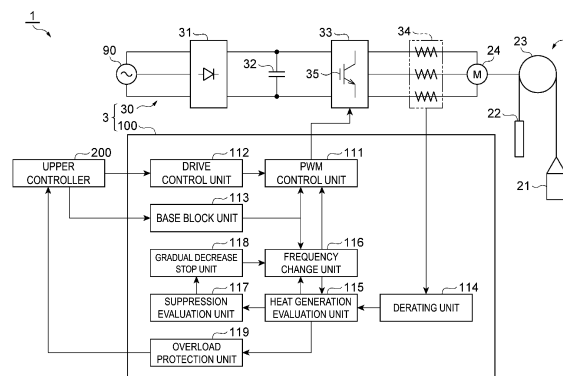 1
90
31
32
33
35
34
24
M
23
22
21
3
30
100
200
UPPER
CONTROLLER
112
DRIVE
CONTROL UNIT
111
PWM
CONTROL UNIT
113
BASE BLOCK UNIT
118
GRADUAL DECREASE
STOP UNIT
116
FREQUENCY
CHANGE UNIT
117
SUPPRESSION
EVALUATION UNIT
115
HEAT GENERATION
EVALUATION UNIT
114
DERATING UNIT
119
OVERLOAD
PROTECTION UNIT